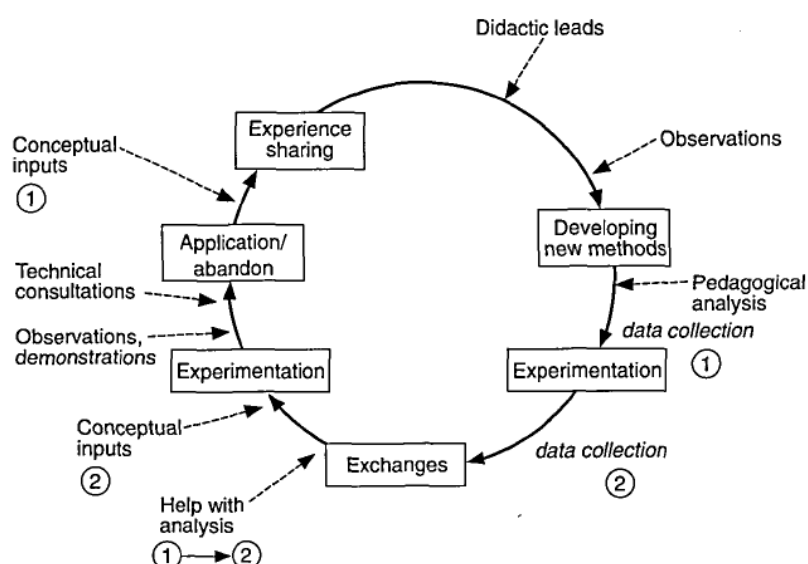 Didactic leads
Experience
sharing
Conceptual
inputs
1
Observations
Developing
new methods
Application/
abandon
Technical
consultations
Pedagogical
analysis
data collection
1
Observations,
demonstrations
Experimentation
Experimentation
Conceptual
inputs
2
Exchanges
data collection
2
Help with
analysis
1
2